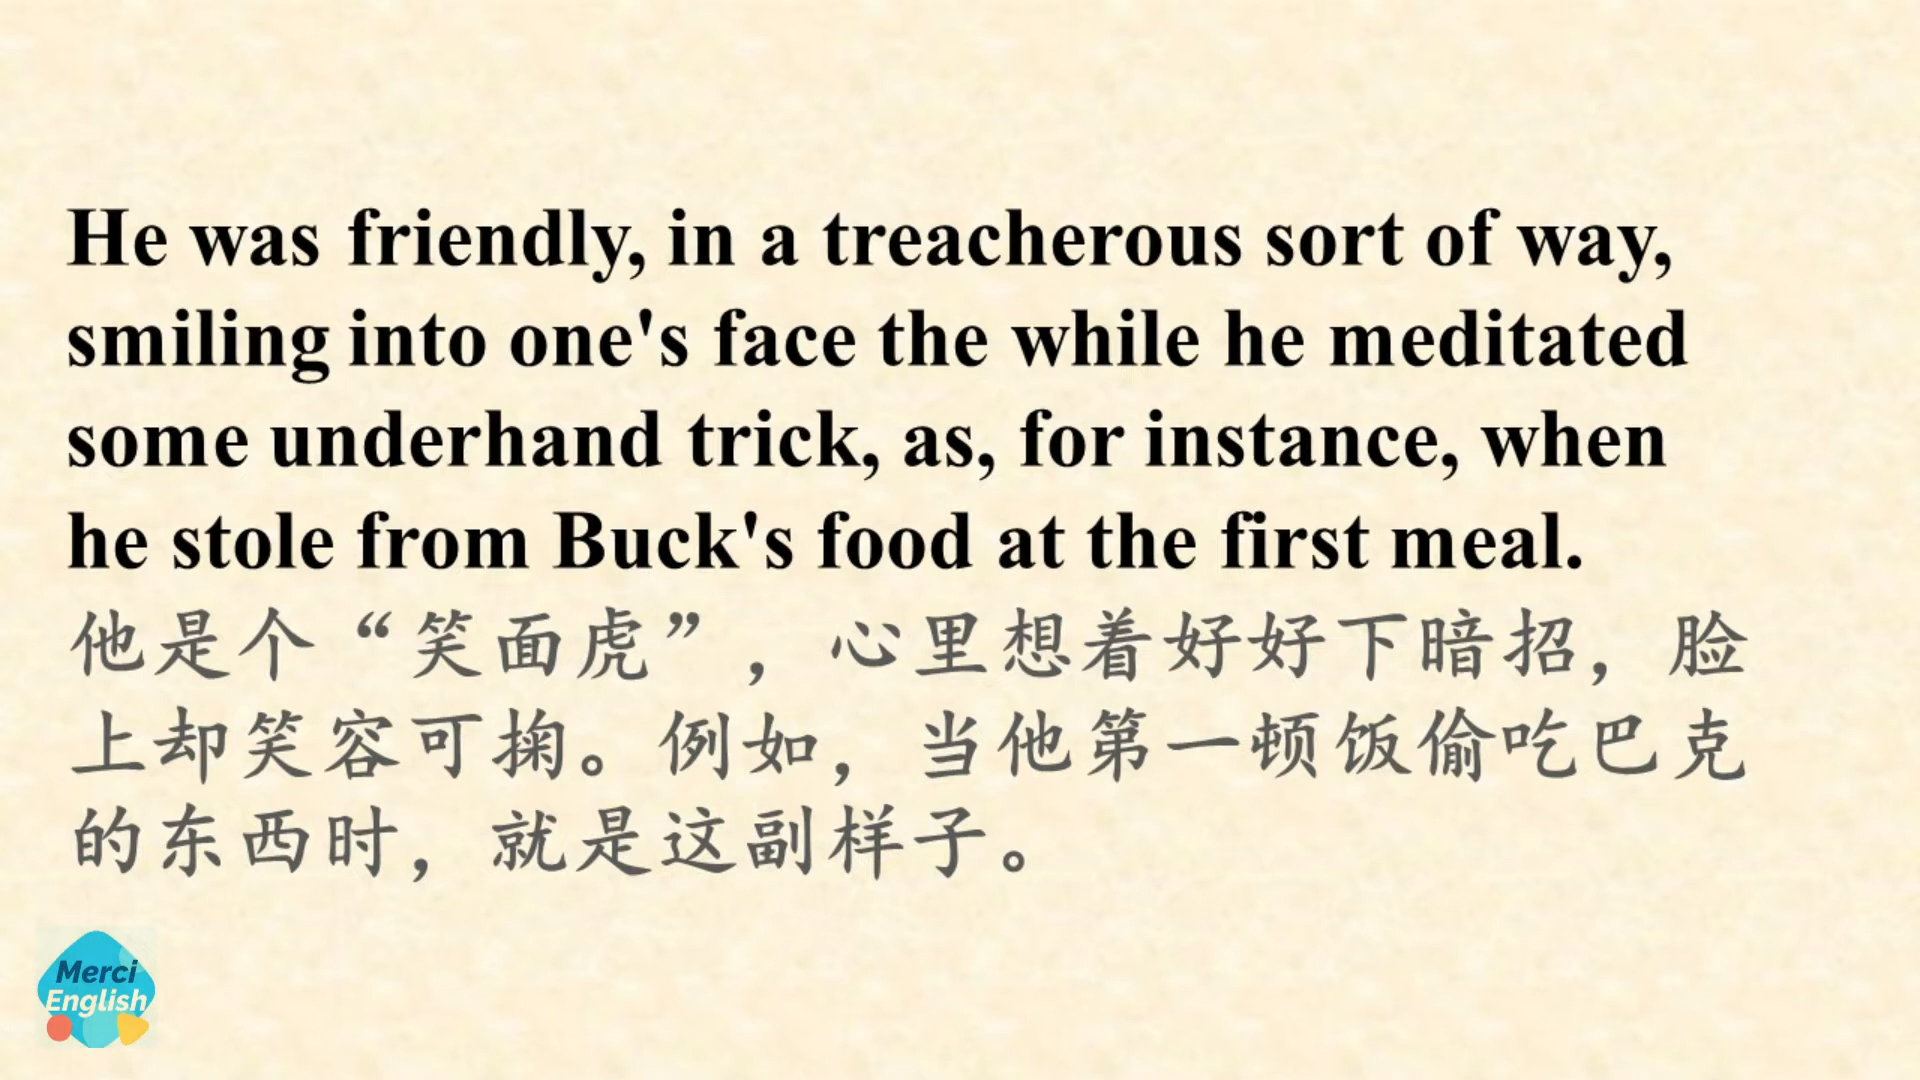 He was friendly, in a treacherous sort of way,
smiling into one's face the while he meditated
some underhand trick, as, for instance, when
he stole from Buck's food at the first meal.
他是个“笑面虎”，心里想着好好下暗招，脸
上却笑容可掬。例如，当他第一顿饭偷吃巴克
的东西时，就是这副样子。
Merci
English